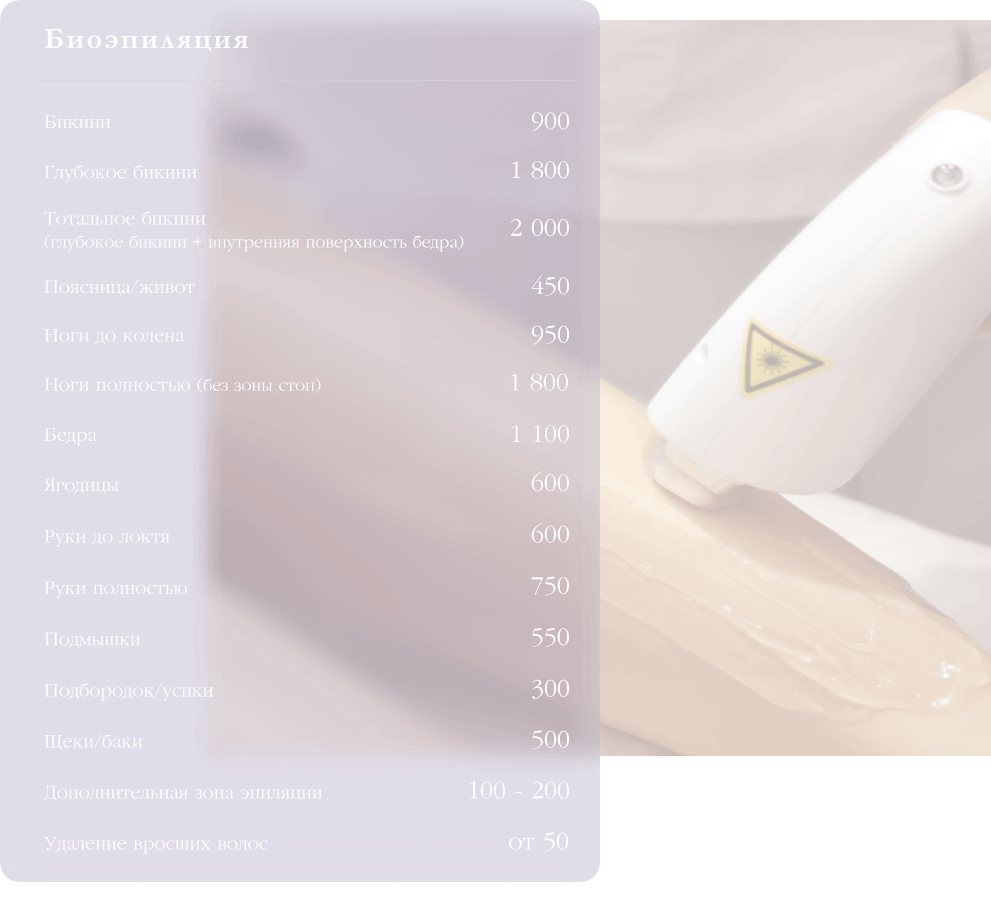 Биоэпиляция
Бикини 900
Глубокое бикини 1 800
Тотальное бикини
(глубокое бикини + внутренняя поверхность бедра) 2 000
Поясница/живот 450
Ноги до колена 950
Ноги полностью (без зоны стоп) 1 800
Бедра 1 100
Ягодицы 600
Руки до локтя 600
Руки полностью 750
Подмышки 550
Подбородок/усики 300
Щеки/баки 500
Дополнительная зона эпиляции 100 - 200
Удаление вросших волос от 50